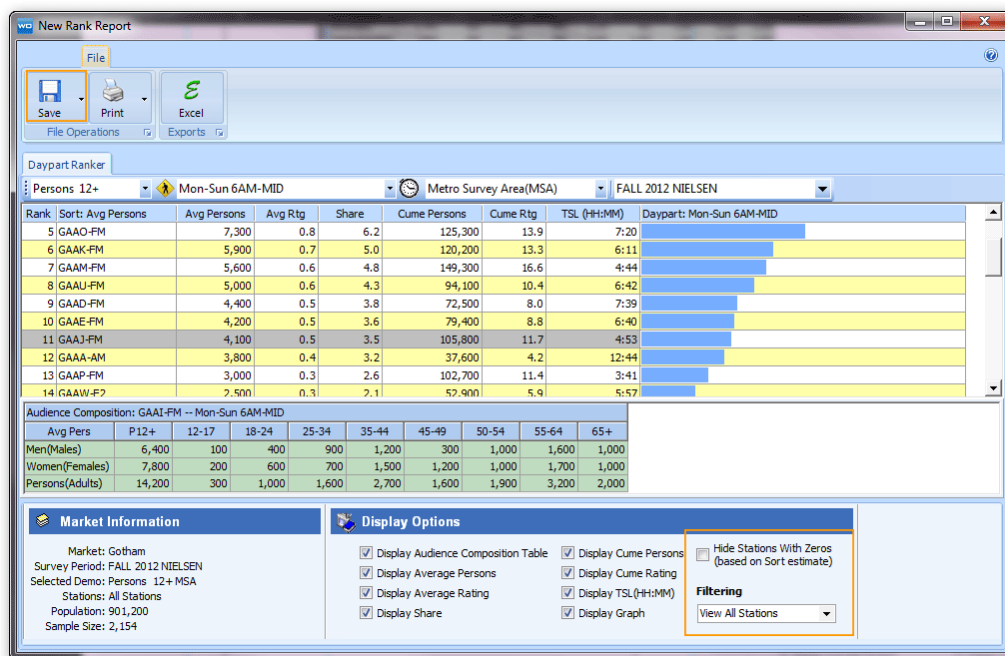 WO New Rank Report
File
Save Print Excel
File Operations Exports
Daypart Ranker
Persons 12+ Mon-Sun 6AM-MID Metro Survey Area(MSA) FALL 2012 NIELSEN
Rank Sort: Avg Persons Avg Persons Avg Rtg Share Cume Persons Cume Rtg TSL (HH:MM) Daypart: Mon-Sun 6AM-MID
5 GAAO-FM 7,300 0.8 6.2 125,300 13.9 7:20
6 GAAK-FM 5,900 0.7 5.0 120,200 13.3 6:11
7 GAAM-FM 5,600 0.6 4.8 149,300 16.6 4:44
8 GAAU-FM 5,000 0.6 4.3 94,100 10.4 6:42
9 GAAD-FM 4,400 0.5 3.8 72,500 8.0 7:39
10 GAAE-FM 4,200 0.5 3.6 79,400 8.8 6:40
11 GAAJ-FM 4,100 0.5 3.5 105,800 11.7 4:53
12 GAAA-AM 3,800 0.4 3.2 37,600 4.2 12:44
13 GAAP-FM 3,000 0.3 2.6 102,700 11.4 3:41
14 GAAW-F2 2,500 0.3 2.1 52,900 5.9 5:57
Audience Composition: GAAI-FM -- Mon-Sun 6AM-MID
Avg Pers P12+ 12-17 18-24 25-34 35-44 45-49 50-54 55-64 65+
Men(Males) 6,400 100 400 900 1,200 300 1,000 1,600 1,000
Women(Females) 7,800 200 600 700 1,500 1,200 1,000 1,700 1,000
Persons(Adults) 14,200 300 1,000 1,600 2,700 1,600 1,900 3,200 2,000
Market Information
Market: Gotham
Survey Period: FALL 2012 NIELSEN
Selected Demo: Persons 12+ MSA
Stations: All Stations
Population: 901,200
Sample Size: 2,154
Display Options
Display Audience Composition Table Display Cume Persons
Display Average Persons Display Cume Rating
Display Average Rating Display TSL(HH:MM)
Display Share Display Graph
Hide Stations With Zeros
(based on Sort estimate)
Filtering
View All Stations